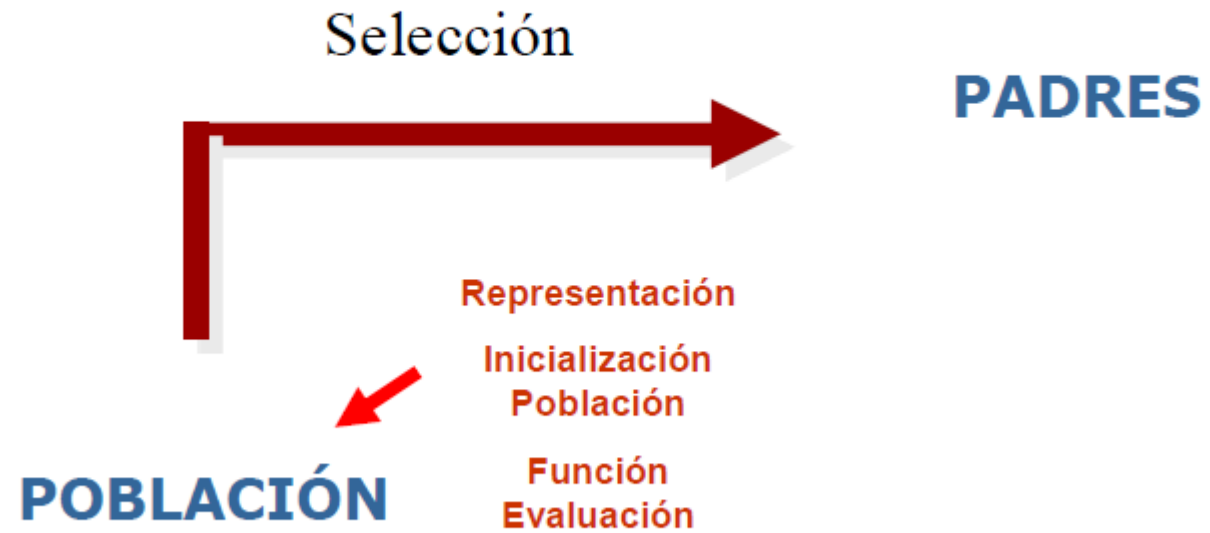 Selección
PADRES
Representación
Inicialización
Población
Función
Evaluación
POBLACIÓN